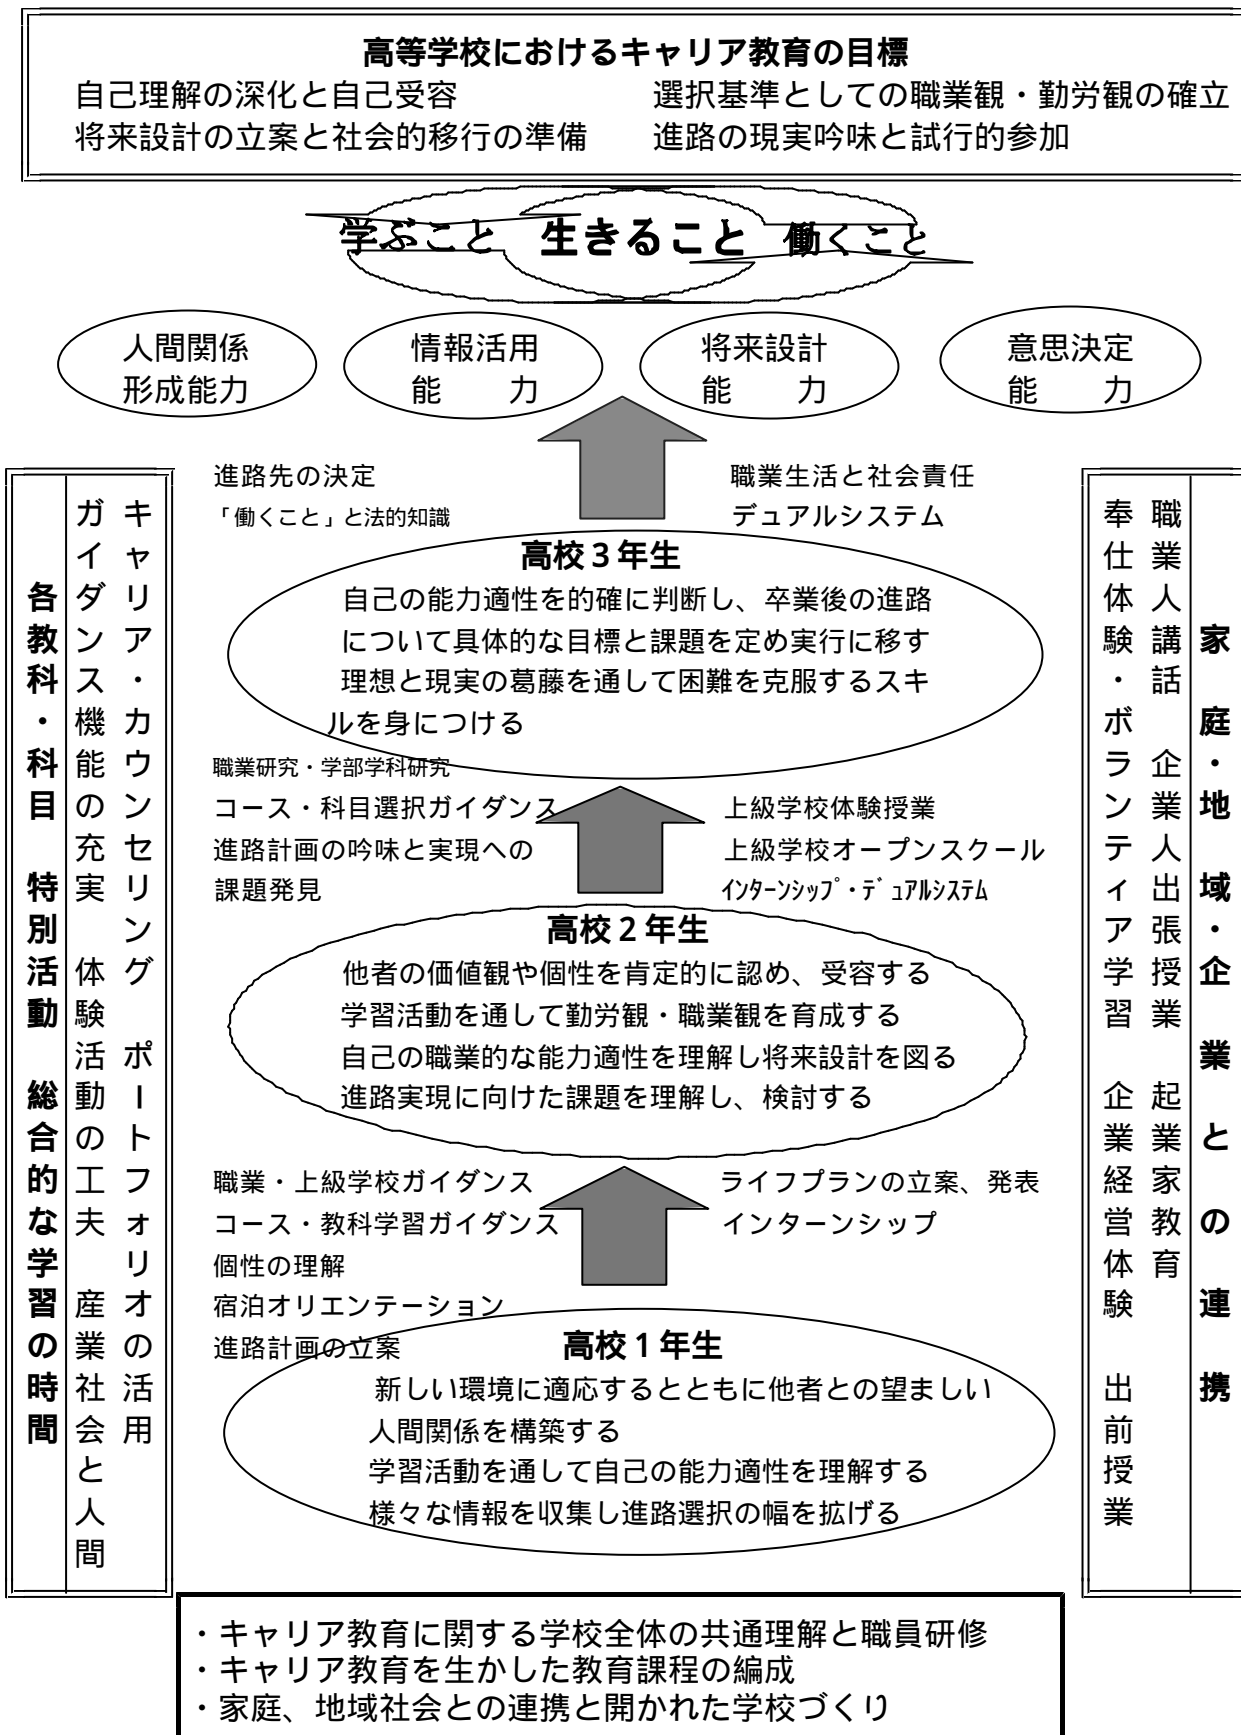 高等学校におけるキャリア教育の目標
自己理解の深化と自己受容　選択基準としての職業観・勤労観の確立
将来設計の立案と社会的移行の準備　進路の現実吟味と試行的参加
学ぶこと　生きること　働くこと
人間関係
形成能力
情報活用
能　力
将来設計
能　力
意思決定
能　力
進路先の決定
「働くこと」と法的知識
職業生活と社会責任
デュアルシステム
高校３年生
自己の能力適性を的確に判断し、卒業後の進路
について具体的な目標と課題を定め実行に移す
理想と現実の葛藤を通して困難を克服するスキ
ルを身につける
職業研究・学部学科研究
コース・科目選択ガイダンス
進路計画の吟味と実現への
課題発見
上級学校体験授業
上級学校オープンスクール
ｲﾝﾀｰﾝｼｯﾌﾟ・ﾃﾞｭｱﾙｼｽﾃﾑ
高校２年生
他者の価値観や個性を肯定的に認め、受容する
学習活動を通して勤労観・職業観を育成する
自己の職業的な能力適性を理解し将来設計を図る
進路実現に向けた課題を理解し、検討する
職業・上級学校ガイダンス
コース・教科学習ガイダンス
個性の理解
宿泊オリエンテーション
進路計画の立案
ライフプランの立案、発表
インターンシップ
高校１年生
新しい環境に適応するとともに他者との望ましい
人間関係を構築する
学習活動を通して自己の能力適性を理解する
様々な情報を収集し進路選択の幅を拡げる
キャリア・カウンセリング　ポートフォリオの活用
ガイダンス機能の充実　体験活動の工夫　産業社会と人間
各教科・科目　特別活動　総合的な学習の時間
家庭・地域・企業との連携
職業人講話　企業人出張授業　起業家教育
奉仕体験・ボランティア学習　企業経営体験　出前授業
・キャリア教育に関する学校全体の共通理解と職員研修
・キャリア教育を生かした教育課程の編成
・家庭、地域社会との連携と開かれた学校づくり